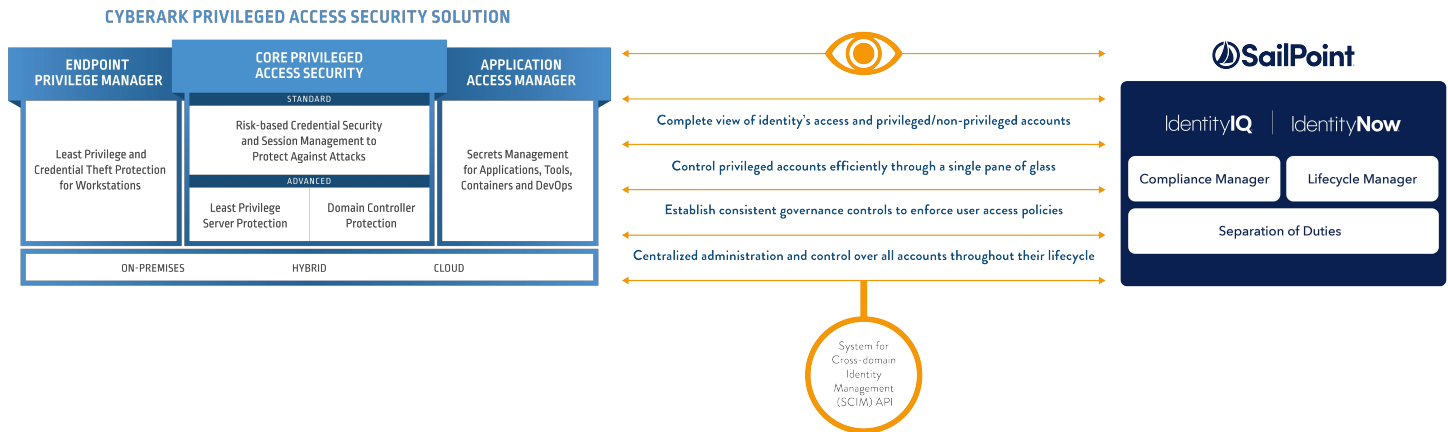 CYBERARK PRIVILEGED ACCESS SECURITY SOLUTION
ENDPOINT
PRIVILEGE MANAGER
CORE PRIVILEGED
ACCESS SECURITY
APPLICATION
ACCESS MANAGER
Least Privilege and
Credential Theft Protection
for Workstations
STANDARD
Risk-based Credential Security
and Session Management to
Protect Against Attacks
ADVANCED
Least Privilege
Server Protection
Domain Controller
Protection
Secrets Management
for Applications, Tools,
Containers and DevOps
ON-PREMISES
HYBRID
CLOUD
Complete view of identity's access and privileged/non-privileged accounts
Control privileged accounts efficiently through a single pane of glass
Establish consistent governance controls to enforce user access policies
Centralized administration and control over all accounts throughout their lifecycle
System for
Cross-domain
Identity
Management
(SCIM) API
SailPoint
IdentityIQ
IdentityNow
Compliance Manager
Lifecycle Manager
Separation of Duties